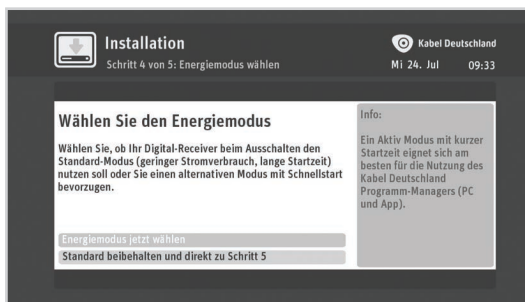 Installation
Kabel Deutschland
Schritt 4 von 5: Energiemodus wählen
Mi 24. Jul 09:33
Wählen Sie den Energiemodus
Wählen Sie, ob Ihr Digital-Receiver beim Ausschalten den
Standard-Modus (geringer Stromverbrauch, lange Startzeit)
nutzen soll oder Sie einen alternativen Modus mit Schnellstart
bevorzugen.
Energiemodus jetzt wählen
Standard beibehalten und direkt zu Schritt 5
Info:
Ein Aktiv Modus mit kurzer
Startzeit eignet sich am
besten für die Nutzung des
Kabel Deutschland
Programm-Managers (PC
und App).